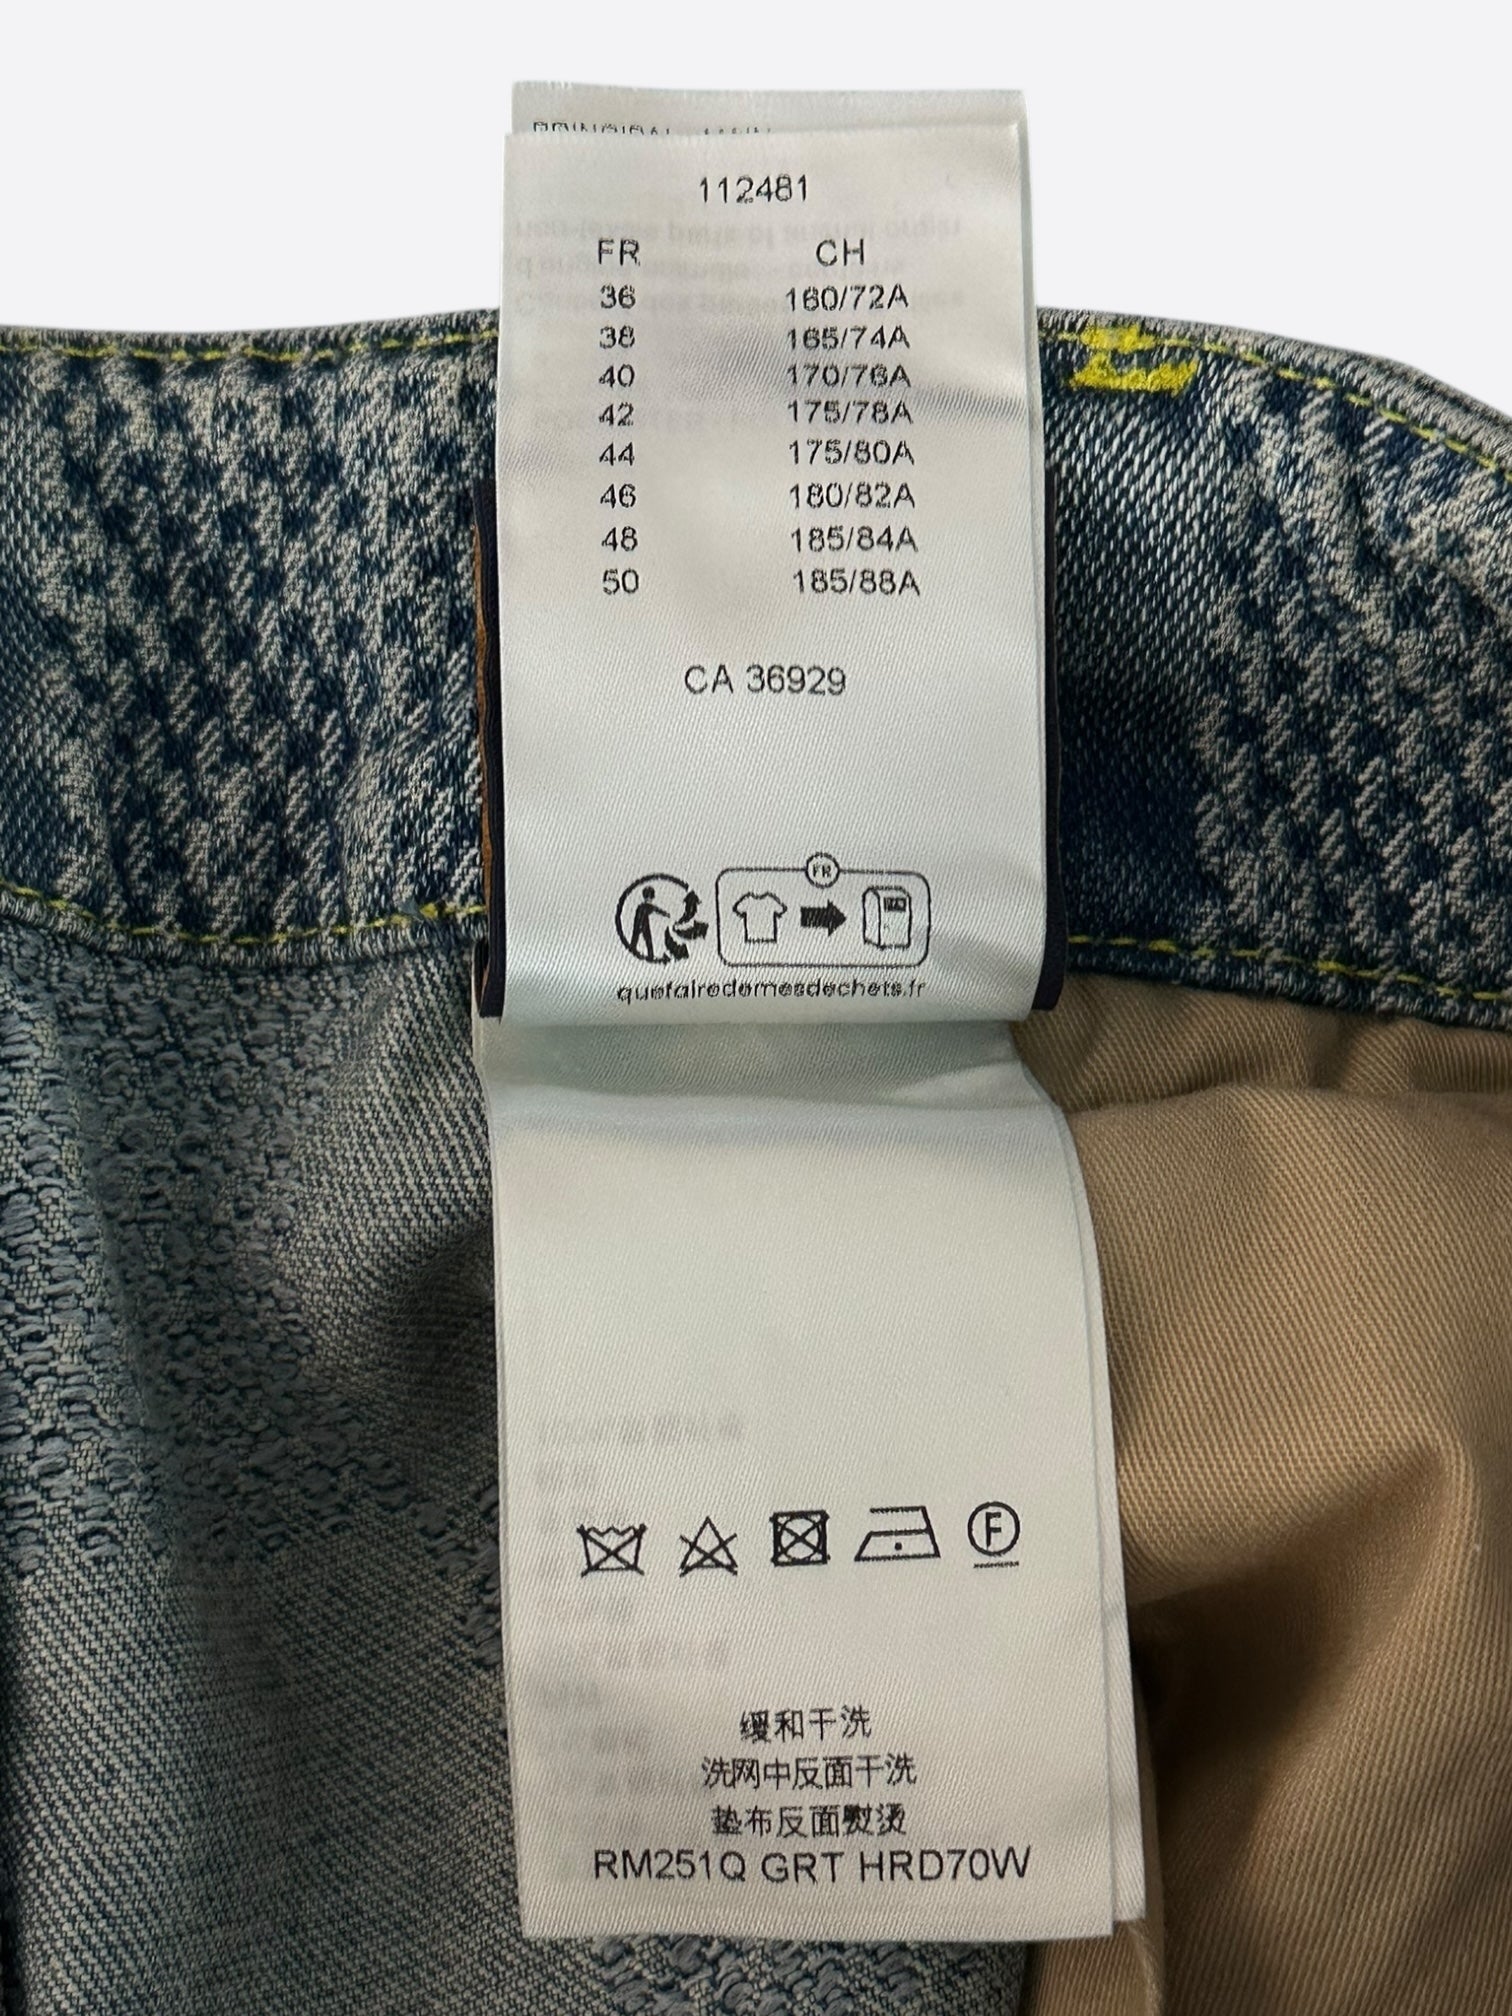 PRINCIPAL - MAIN
112481
FR CH
36 160/72A
38 165/74A
40 170/76A
42 175/78A
44 175/80A
46 180/82A
48 185/84A
50 185/88A
CA 36929
FR
quefairedemesdechets.fr
F
缓和干洗
洗网中反面干洗
垫布反面熨烫
RM251Q GRT HRD70W